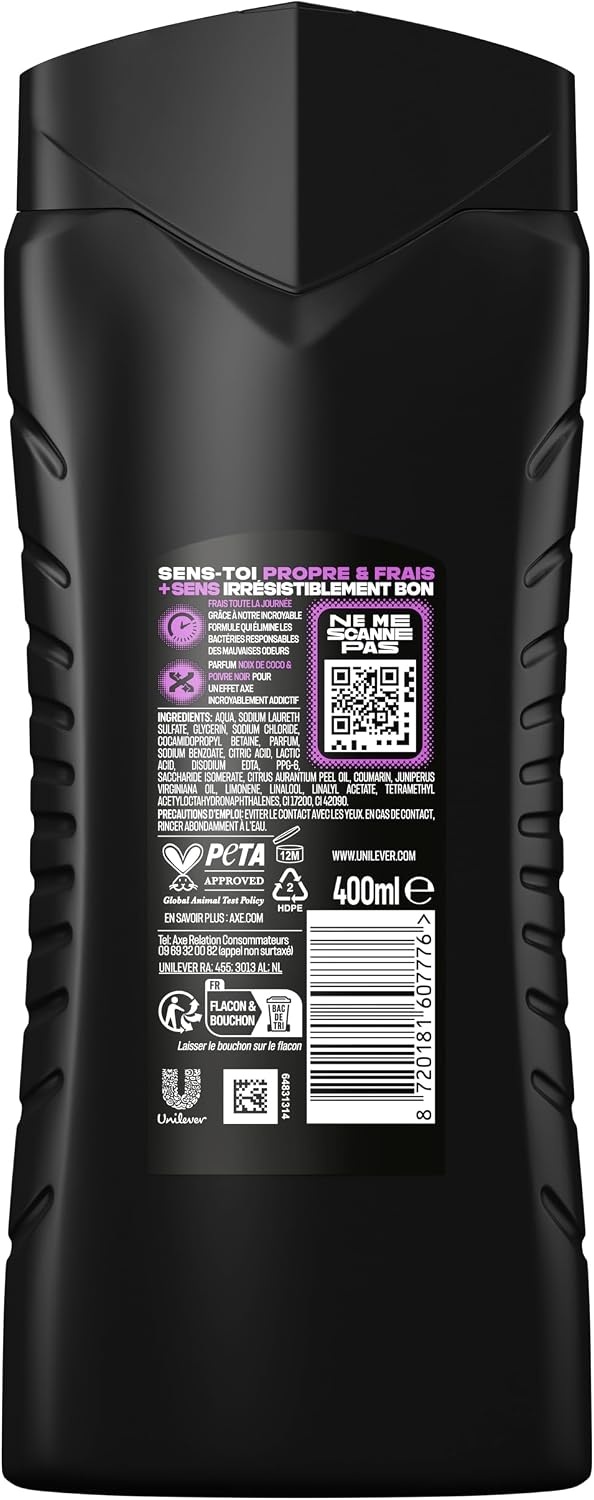 SENS-TOI PROPRE & FRAIS
+SENS IRRÉSISTIBLEMENT BON
FRAIS TOUTE LA JOURNÉE
GRÂCE À NOTRE INCROYABLE
FORMULE QUI ÉLIMINE LES
BACTÉRIES RESPONSABLES
DES MAUVAISES ODEURS
PARFUM NOIX DE COCO &
POIVRE NOIR POUR
UN EFFET AXE
INCROYABLEMENT ADDICTIF
NE ME
SCANNE
PAS
INGREDIENTS: AQUA, SODIUM LAURETH
SULFATE, GLYCERIN, SODIUM CHLORIDE,
COCAMIDOPROPYL BETAINE, PARFUM,
SODIUM BENZOATE, CITRIC ACID, LACTIC
ACID, DISODIUM EDTA, PPG-6,
SACCHARIDE ISOMERATE, CITRUS AURANTIUM PEEL OIL, COUMARIN, JUNIPERUS
VIRGINIANA OIL, LIMONENE, LINALOOL, LINALYL ACETATE, TETRAMETHYL
ACETYLOCTAHYDRONAPHTHALENES, CI 17200, CI 42090.
PRECAUTIONS D'EMPLOI: EVITER LE CONTACT AVEC LES YEUX. EN CAS DE CONTACT,
RINCER ABONDAMMENT À L'EAU.
PETA
APPROVED
Global Animal Test Policy
EN SAVOIR PLUS : AXE.COM
12M
2
HDPE
WWW.UNILEVER.COM
400ml e
Tel: Axe Relation Consommateurs
09 69 32 00 82 (appel non surtaxé)
UNILEVER RA; 455; 3013 AL; NL
FR
FLACON &
BOUCHON
BAC
DE
TRI
Laisser le bouchon sur le flacon
Unilever
64831314
8 720181 607776 >